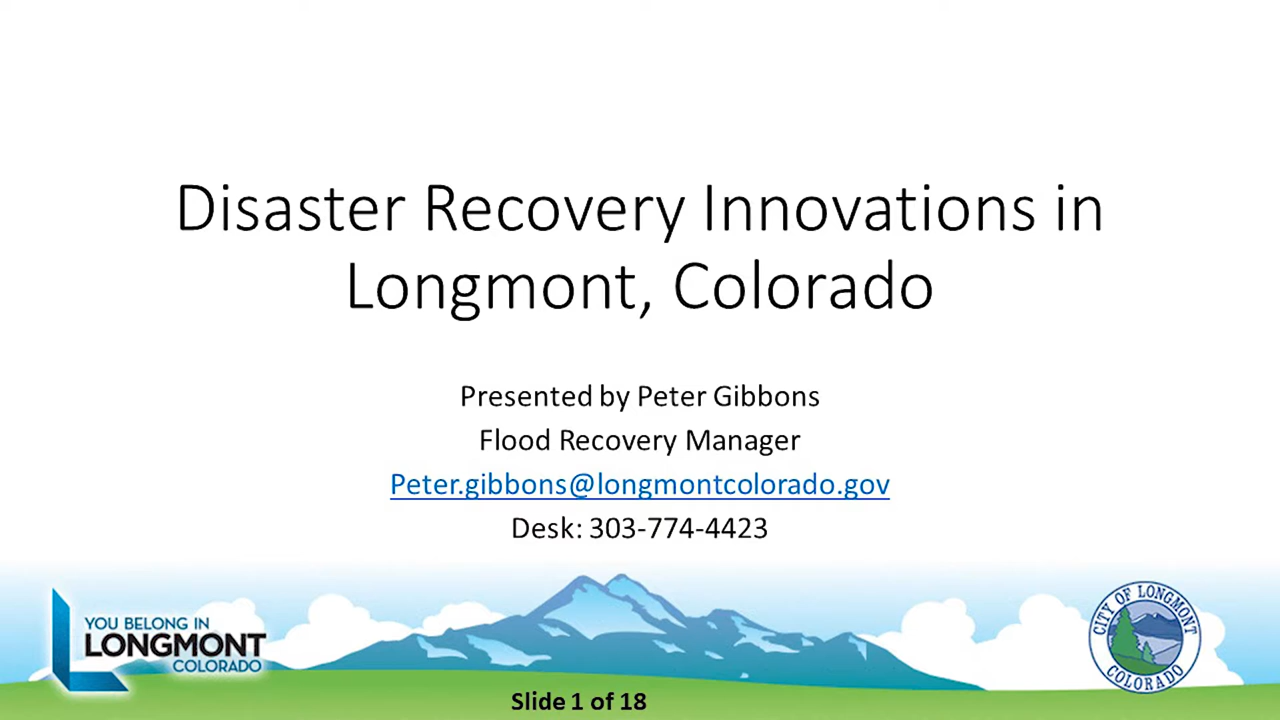 Disaster Recovery Innovations in
Longmont, Colorado
Presented by Peter Gibbons
Flood Recovery Manager
Peter.gibbons@longmontcolorado.gov
Desk: 303-774-4423
YOU BELONG IN
LONGMONT
COLORADO
CITY OF LONGMONT
COLORADO
Slide 1 of 18